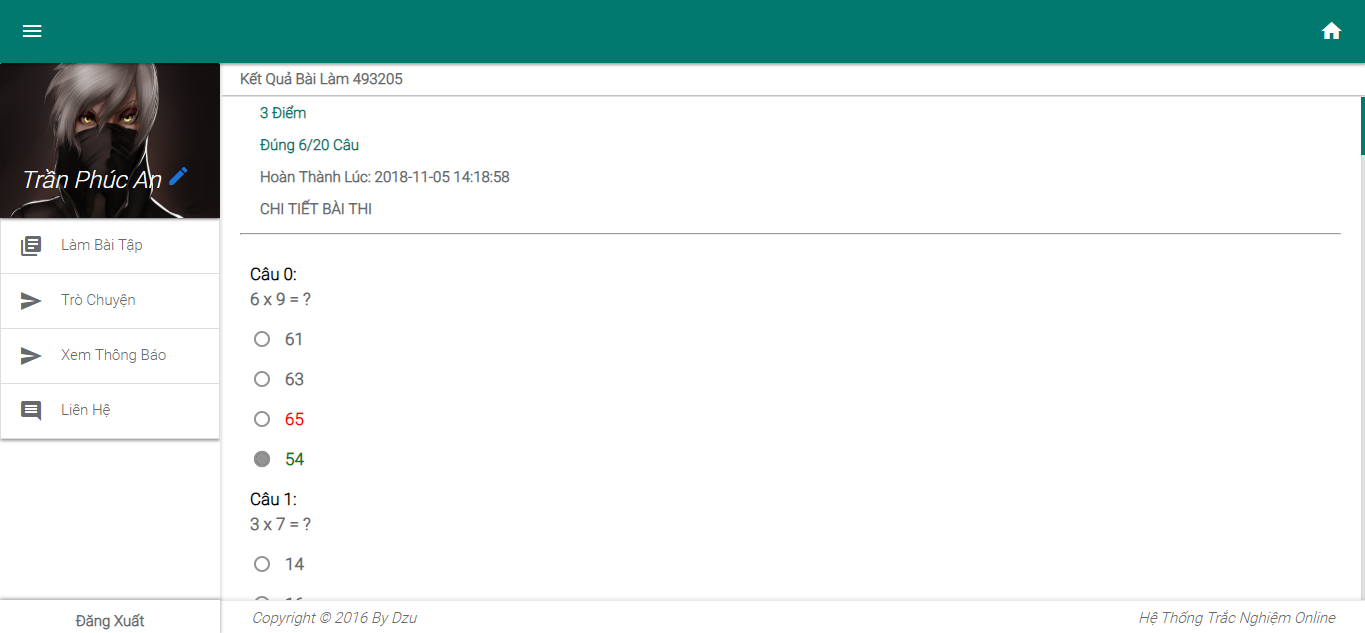 Kết Quả Bài Làm 493205
Trần Phúc An
Làm Bài Tập
Trò Chuyện
Xem Thông Báo
Liên Hệ
Đăng Xuất
3 Điểm
Đúng 6/20 Câu
Hoàn Thành Lúc: 2018-11-05 14:18:58
CHI TIẾT BÀI THI
Câu 0:
6 x 9 = ?
61
63
65
54
Câu 1:
3 x 7 = ?
14
Copyright © 2016 By Dzu
Hệ Thống Trắc Nghiệm Online